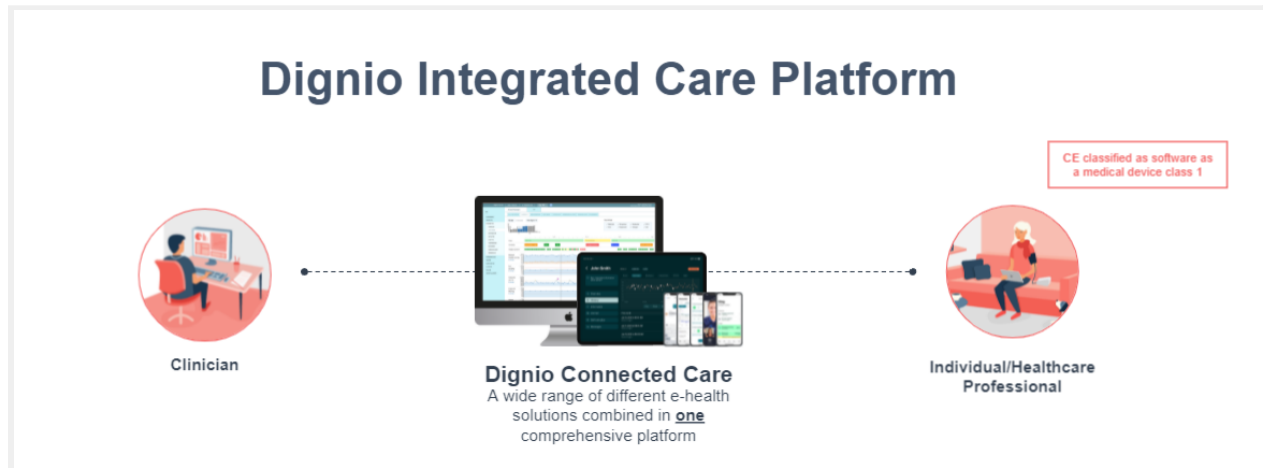 Dignio Integrated Care Platform
CE classified as software as
a medical device class 1
Clinician
Dignio Connected Care
A wide range of different e-health
solutions combined in one
comprehensive platform
Individual/Healthcare
Professional